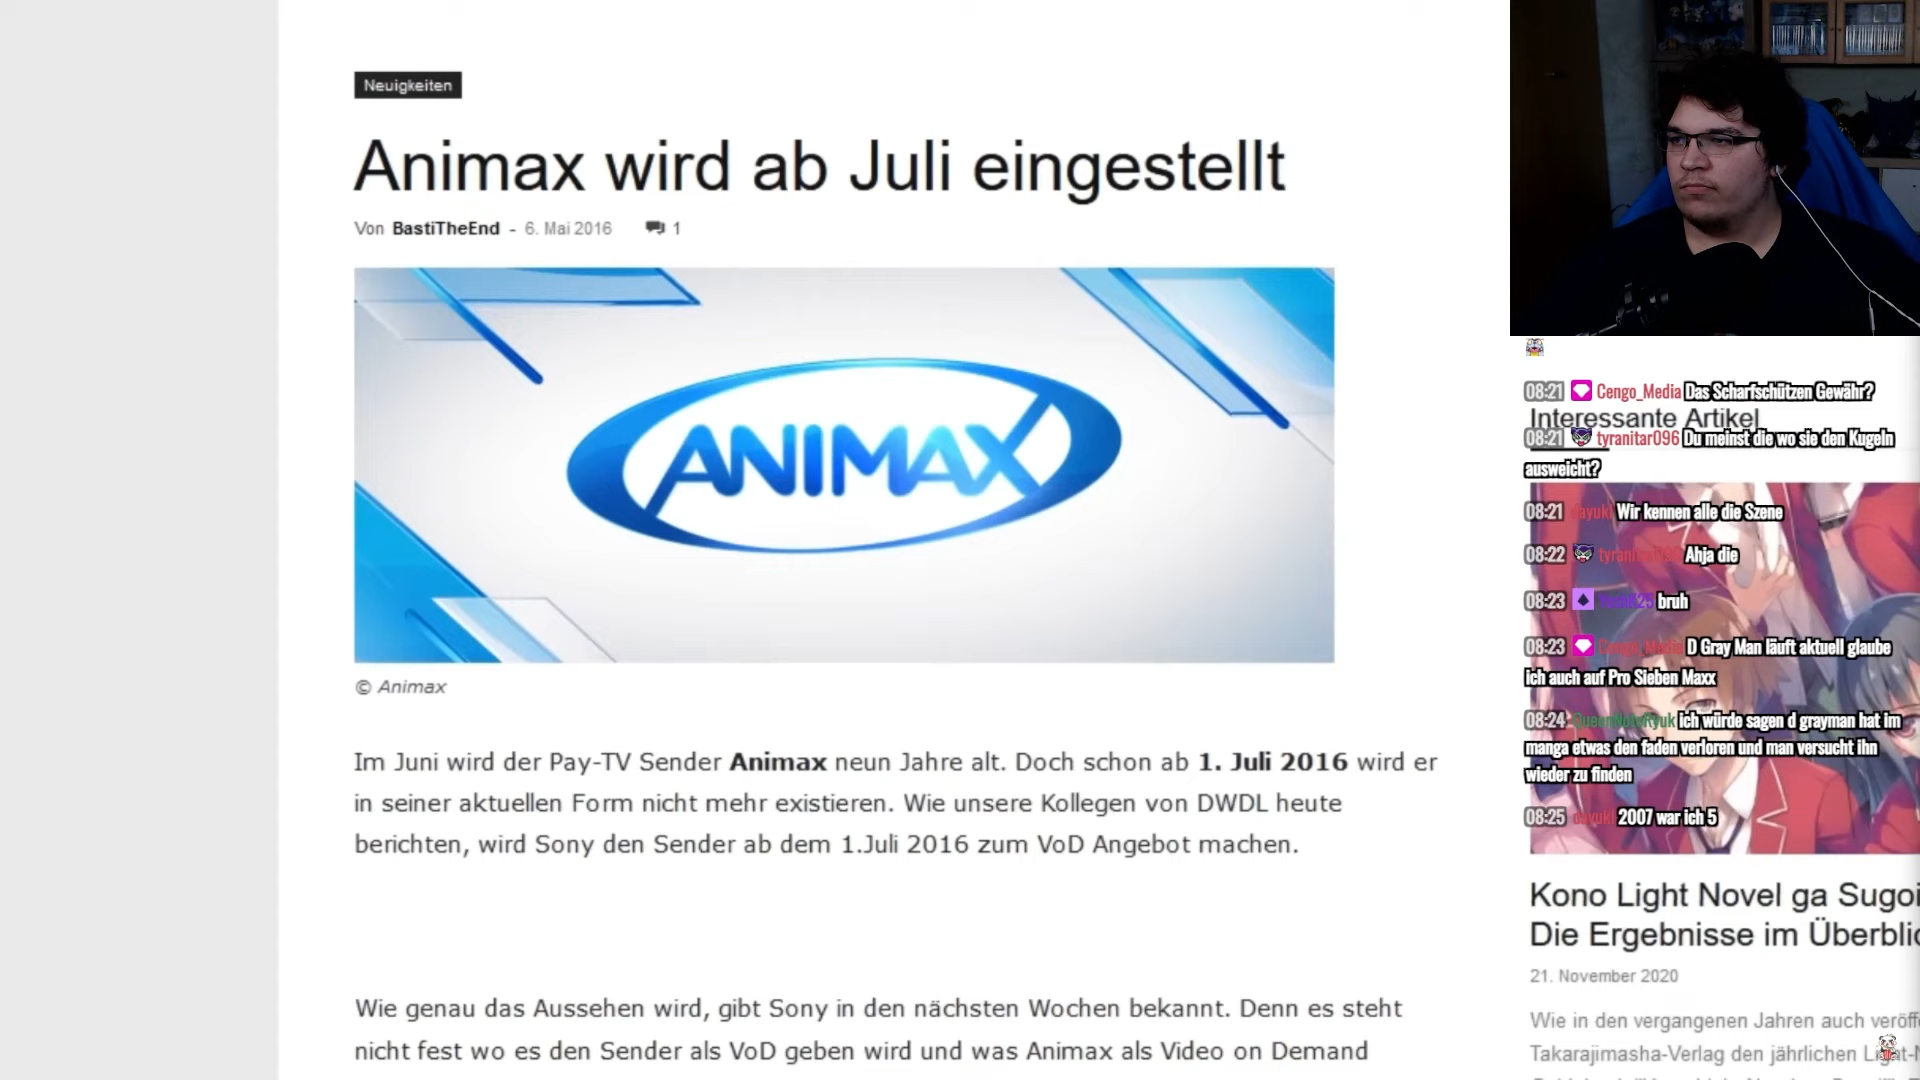 Neuigkeiten
Animax wird ab Juli eingestellt
Von BastiTheEnd - 6. Mai 2016 1
ANIMAX
© Animax
Im Juni wird der Pay-TV Sender Animax neun Jahre alt. Doch schon ab 1. Juli 2016 wird er
in seiner aktuellen Form nicht mehr existieren. Wie unsere Kollegen von DWDL heute
berichten, wird Sony den Sender ab dem 1.Juli 2016 zum VoD Angebot machen.
Wie genau das Aussehen wird, gibt Sony in den nächsten Wochen bekannt. Denn es steht
nicht fest wo es den Sender als VoD geben wird und was Animax als Video on Demand
08:21 Cengo_Media Das Scharfschützen Gewähr?
Interessante Artikel
08:21 tyranitar096 Du meinst die wo sie den Kugeln
ausweicht?
08:21 Wir kennen alle die Szene
08:22 Ahja die
08:23 bruh
08:23 Cengo_Media D Gray Man läuft aktuell glaube
ich auch auf Pro Sieben Maxx
08:24 ich würde sagen d grayman hat im
manga etwas den faden verloren und man versucht ihn
wieder zu finden
08:25 2007 war ich 5
Kono Light Novel ga Sugoi
Die Ergebnisse im
21. November 2020
Wie in den vergangenen Jahren auch
Takarajimasha-Verlag den jährlichen